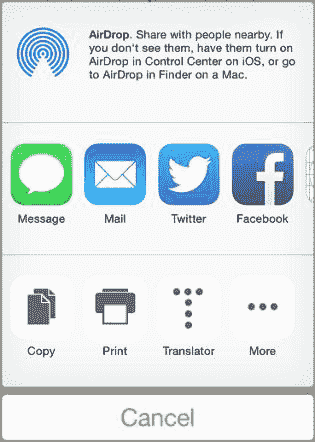 AirDrop. Share with people nearby. If
you don't see them, have them turn on
AirDrop in Control Center on iOS, or go
to AirDrop in Finder on a Mac.
Message Mail Twitter Facebook
Copy Print Translator More
Cancel